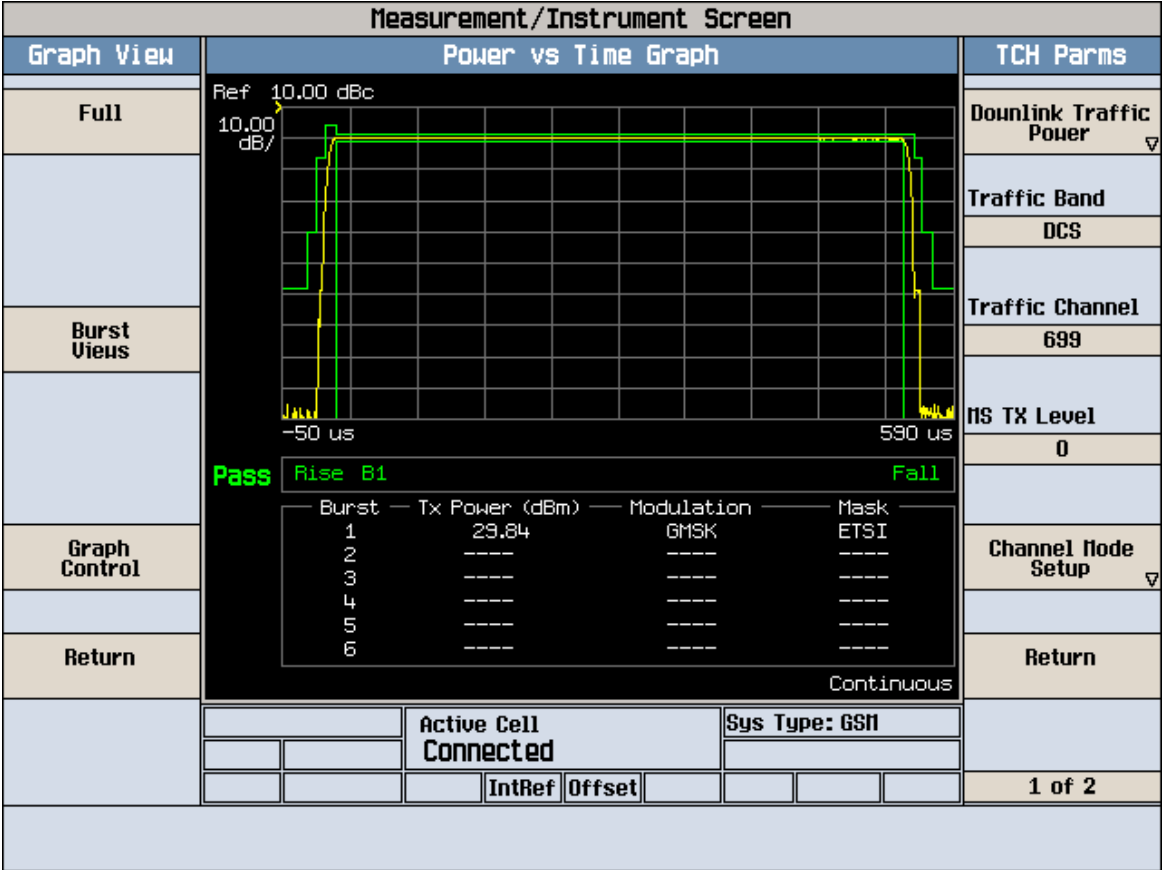 Measurement/Instrument Screen
Graph View
Power vs Time Graph
TCH Parms
Full
Burst
Views
Graph
Control
Return
Ref 10.00 dBc
10.00
dB/
-50 us
590 us
Pass
Rise B1
Fall
Burst Tx Power (dBm) Modulation Mask
1 29.84 GMSK ETSI
2 ---- ---- ----
3 ---- ---- ----
4 ---- ---- ----
5 ---- ---- ----
6 ---- ---- ----
Continuous
Downlink Traffic
Power
Traffic Band
DCS
Traffic Channel
699
MS TX Level
0
Channel Mode
Setup
Return
1 of 2
Active Cell
Connected
Sys Type: GSM
IntRef
Offset